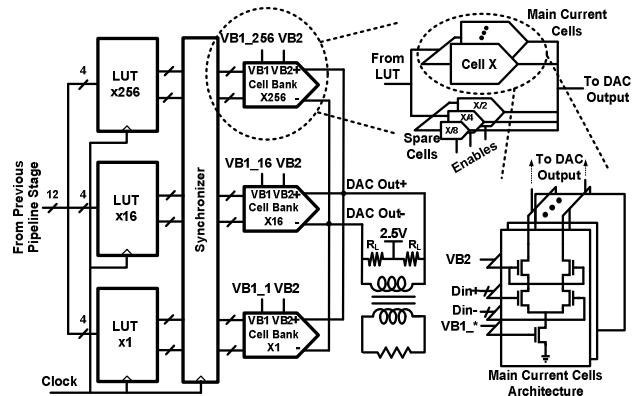 VB1_256 VB2
4
LUT
x256
VB1 VB2+
Cell Bank
X256
-
From Previous
Pipeline Stage
12
4
LUT
x16
Synchronizer
VB1_16 VB2
VB1 VB2+
Cell Bank
X16
-
DAC Out+
DAC Out-
2.5V
RL
RL
4
LUT
x1
VB1_1 VB2
VB1 VB2+
Cell Bank
X1
-
Clock
Main Current
Cells
From
LUT
Cell X
To DAC
Output
X/2
X/4
X/8
Spare
Cells
Enables
To DAC
Output
VB2
Din+
Din-
VB1_*
Main Current Cells
Architecture